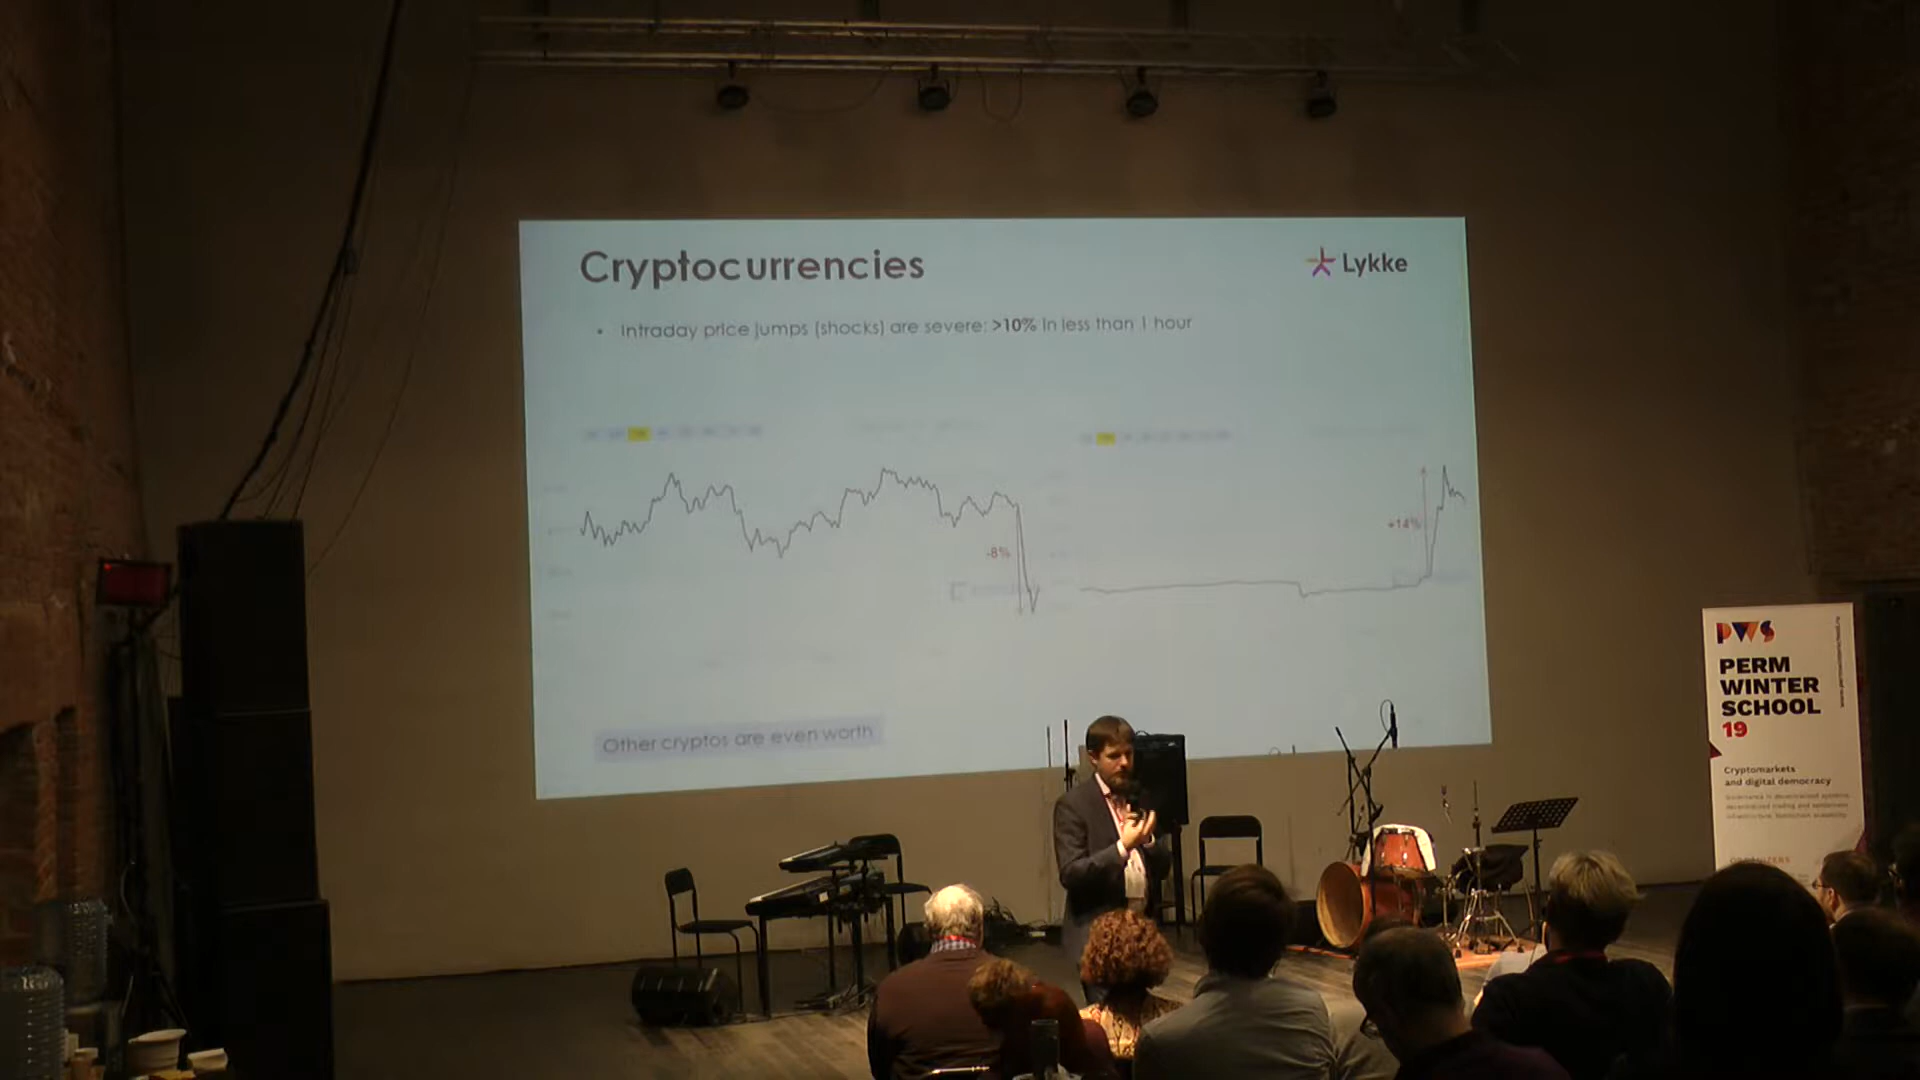 Cryptocurrencies
Lykke
• Intraday price jumps (shocks) are severe: >10% in less than 1 hour
-8%
+14%
Other cryptos are even worth
PWS
PERM
WINTER
SCHOOL
19
Cryptomarkets
and digital democracy
ORGANIZERS